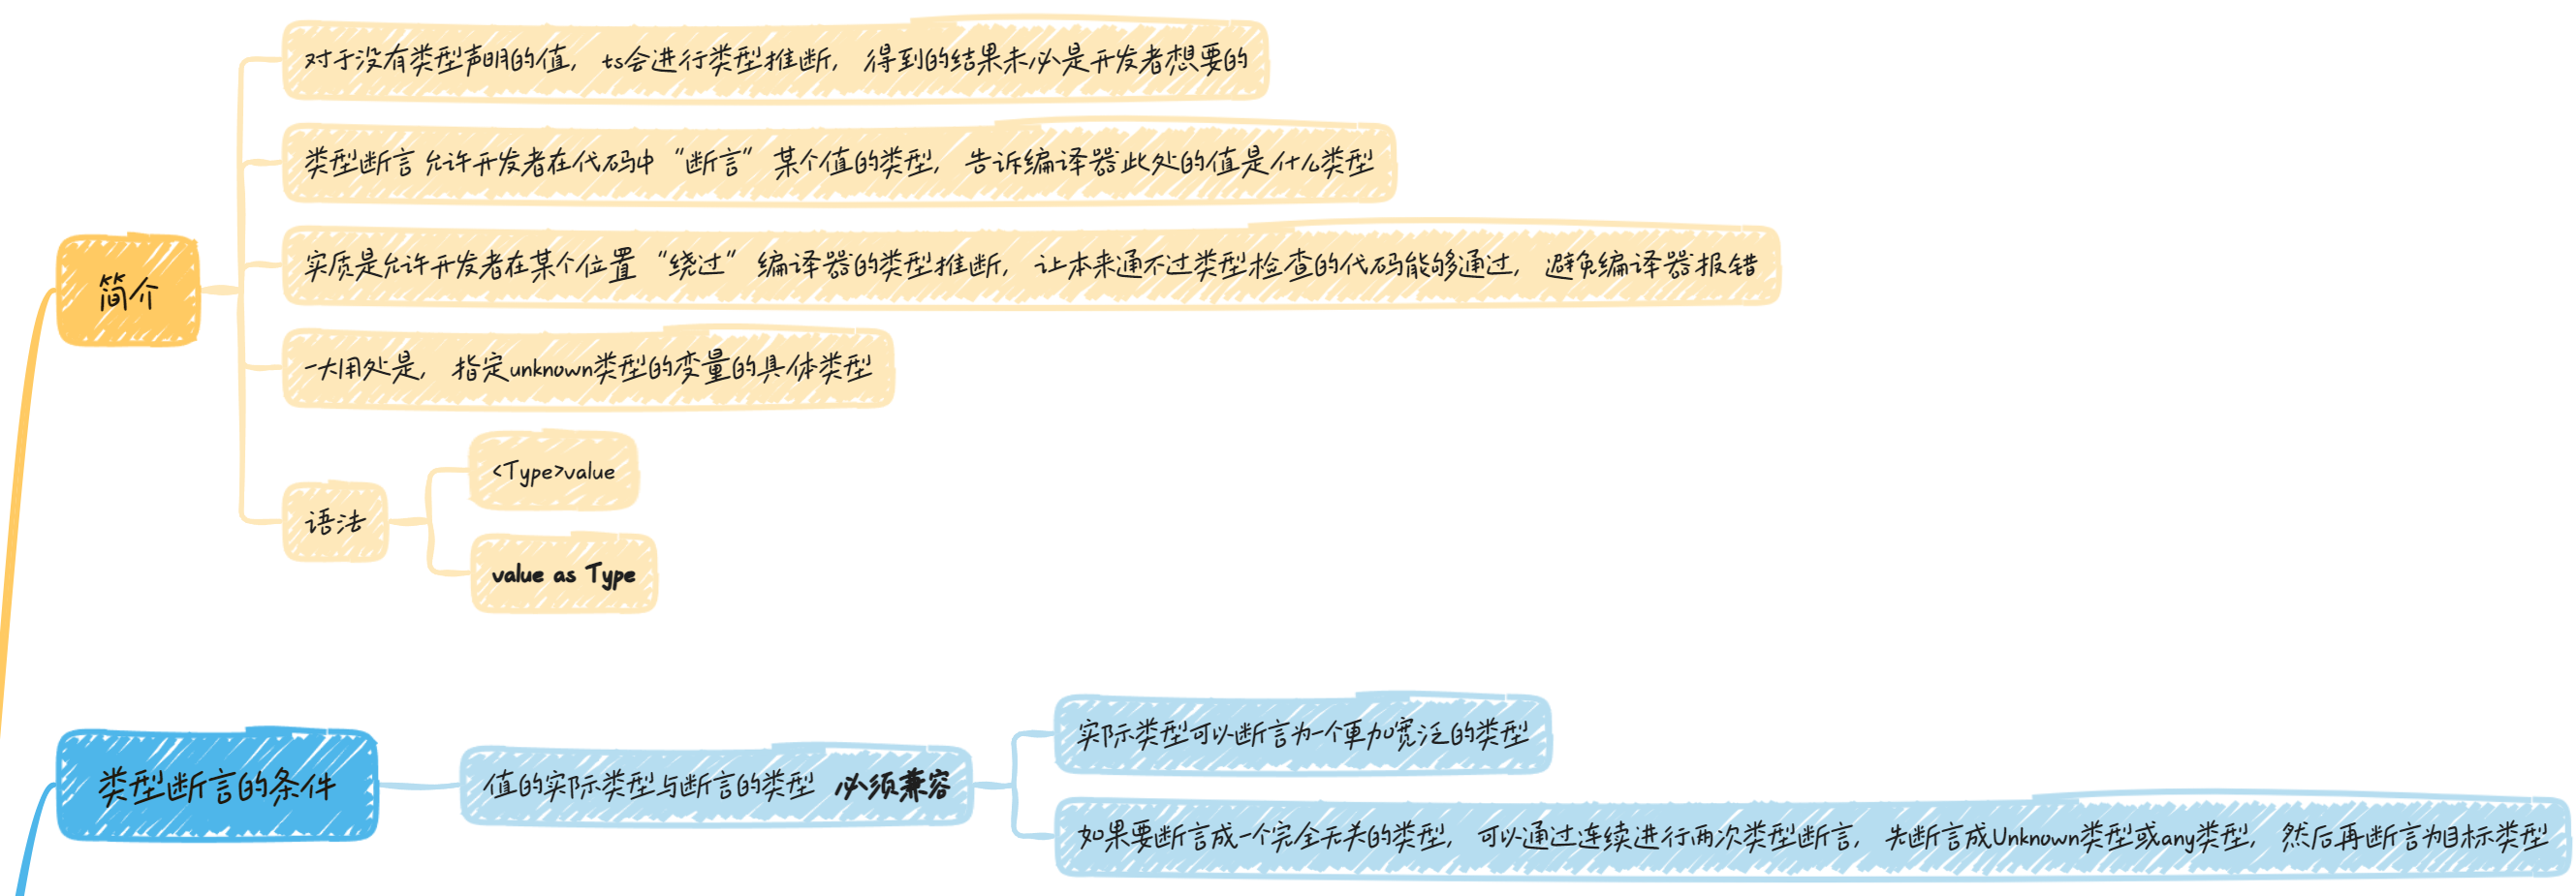 简介
对于没有类型声明的值， ts会进行类型推断， 得到的结果未必是开发者想要的
类型断言 允许开发者在代码中 “断言” 某个值的类型， 告诉编译器此处的值是什么类型
实质是允许开发者在某个位置 “绕过” 编译器的类型推断， 让本来通不过类型检查的代码能够通过， 避免编译器报错
一大用处是， 指定unknown类型的变量的具体类型
语法
<Type>value
value as Type
类型断言的条件
值的实际类型与断言的类型 必须兼容
实际类型可以断言为一个更加宽泛的类型
如果要断言成一个完全无关的类型， 可以通过连续进行两次类型断言， 先断言成Unknown类型或any类型， 然后再断言为目标类型